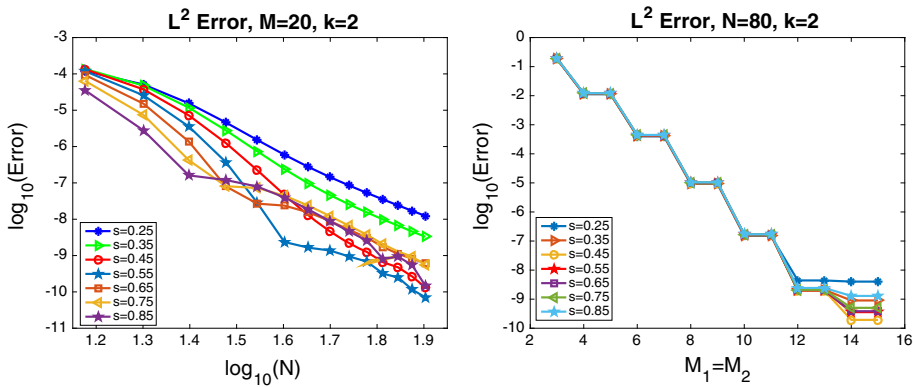 L² Error, M=20, k=2
-3
-4
-5
-6
-7
-8
-9
-10
-11
log₁₀(Error)
s=0.25
s=0.35
s=0.45
s=0.55
s=0.65
s=0.75
s=0.85
1.2 1.3 1.4 1.5 1.6 1.7 1.8 1.9
log₁₀(N)
L² Error, N=80, k=2
0
-1
-2
-3
-4
-5
-6
-7
-8
-9
-10
log₁₀(Error)
s=0.25
s=0.35
s=0.45
s=0.55
s=0.65
s=0.75
s=0.85
2 4 6 8 10 12 14 16
M₁=M₂